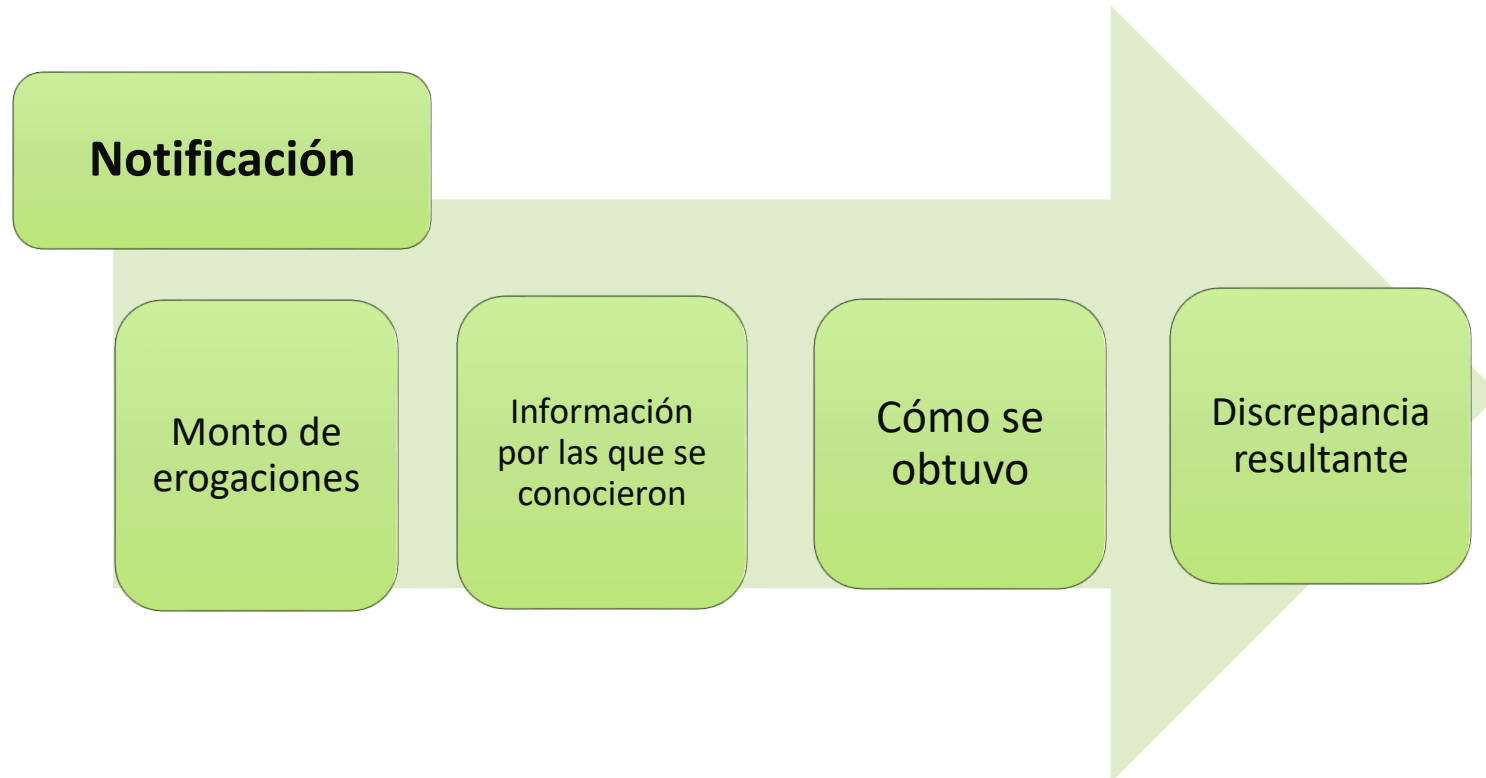 Notificación
Monto de
erogaciones
Información
por las que se
conocieron
Cómo se
obtuvo
Discrepancia
resultante